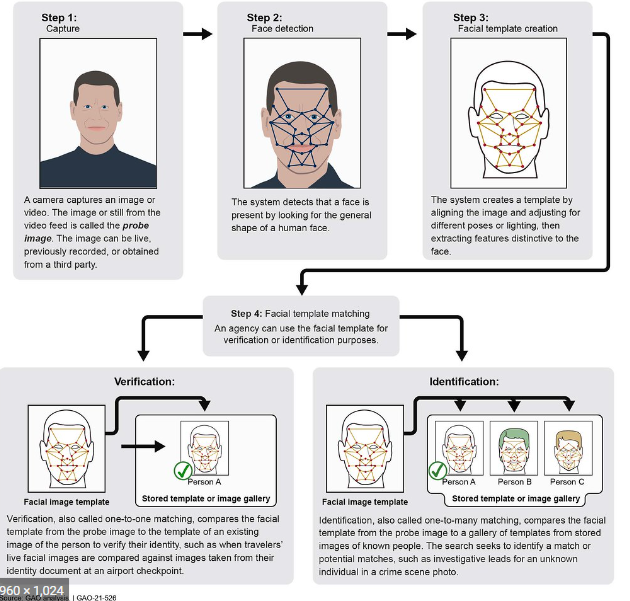 Step 1:
Capture
A camera captures an image or
video. The image or still from the
video feed is called the probe
image. The image can be live,
previously recorded, or obtained
from a third party.
Step 2:
Face detection
The system detects that a face is
present by looking for the general
shape of a human face.
Step 3:
Facial template creation
The system creates a template by
aligning the image and adjusting for
different poses or lighting, then
extracting features distinctive to the
face.
Step 4: Facial template matching
An agency can use the facial template for
verification or identification purposes.
Verification:
Person A
Facial image template
Stored template or image gallery
Verification, also called one-to-one matching, compares the facial
template from the probe image to the template of an existing
image of the person to verify their identity, such as when travelers'
live facial images are compared against images taken from their
identity document at an airport checkpoint.
Identification:
Person A
Person B
Person C
Facial image template
Stored template or image gallery
Identification, also called one-to-many matching, compares the facial
template from the probe image to a gallery of templates from stored
images of known people. The search seeks to identify a match or
potential matches, such as investigative leads for an unknown
individual in a crime scene photo.
960 × 1,024
Source: GAO analysis. | GAO-21-526